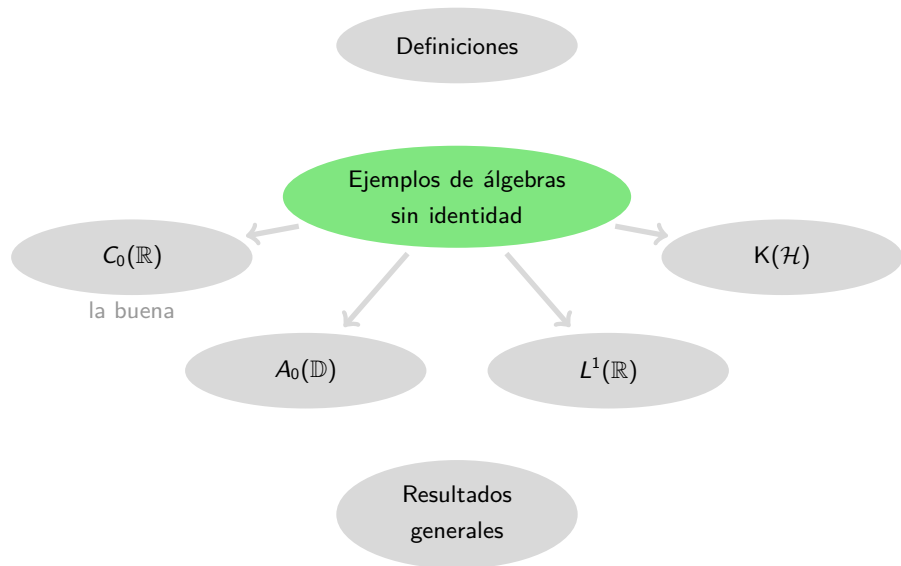 Definiciones
Ejemplos de álgebras
sin identidad
C₀(ℝ)
la buena
K(ℋ)
A₀(𝔻)
L¹(ℝ)
Resultados
generales